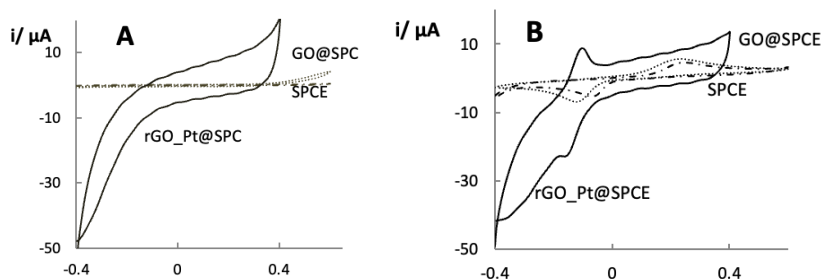 i/ µA
A
10
GO@SPC
SPCE
-10
rGO_Pt@SPC
-30
-50
-0.4 0 0.4
i/ µA
B
10
GO@SPCE
SPCE
-10
-30
rGO_Pt@SPCE
-50
-0.4 0 0.4